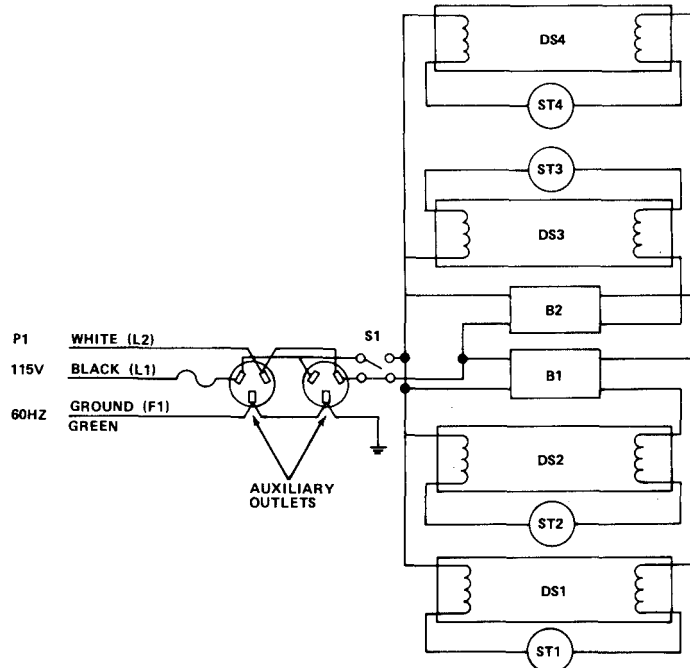 DS4
ST4
ST3
DS3
B2
S1
P1 WHITE (L2)
115V BLACK (L1)
B1
60HZ GROUND (F1)
GREEN
DS2
AUXILIARY
OUTLETS
ST2
DS1
ST1